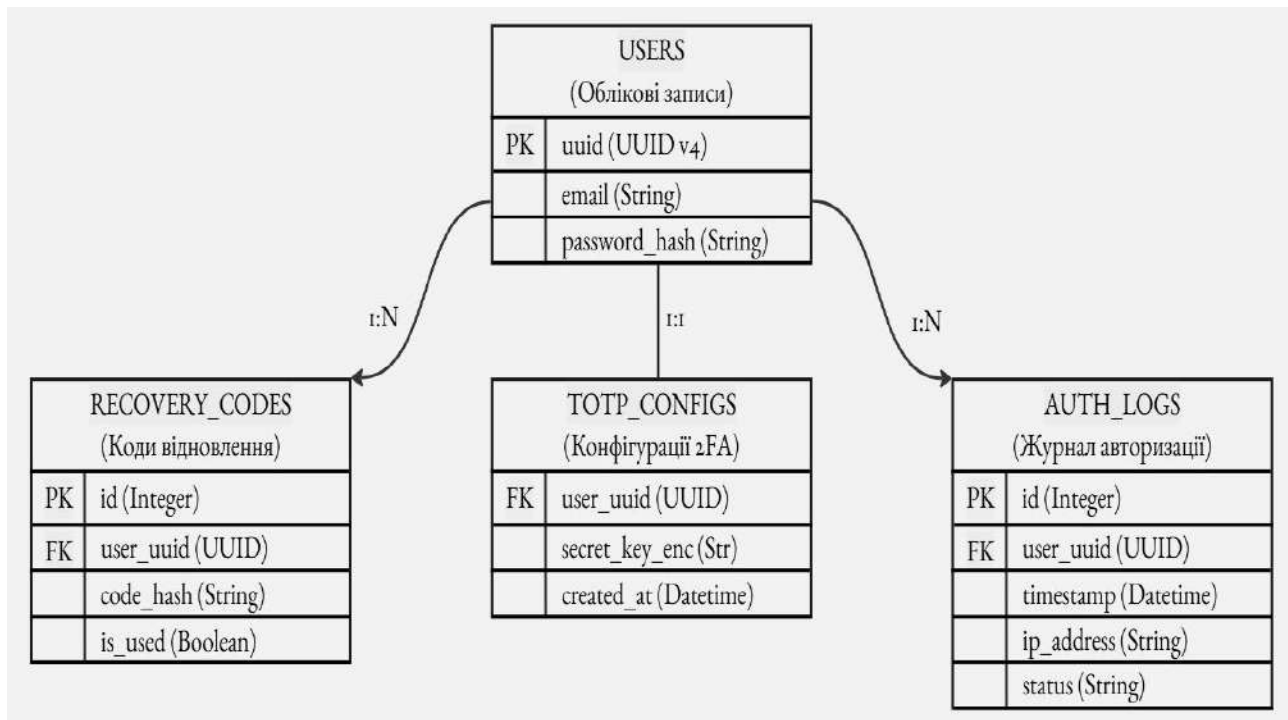 USERS
(Облікові записи)
PK uuid (UUID v4)
email (String)
password_hash (String)
1:N
1:1
1:N
RECOVERY_CODES
(Коди відновлення)
PK id (Integer)
FK user_uuid (UUID)
code_hash (String)
is_used (Boolean)
TOTP_CONFIGS
(Конфігурації 2FA)
FK user_uuid (UUID)
secret_key_enc (Str)
created_at (Datetime)
AUTH_LOGS
(Журнал авторизації)
PK id (Integer)
FK user_uuid (UUID)
timestamp (Datetime)
ip_address (String)
status (String)